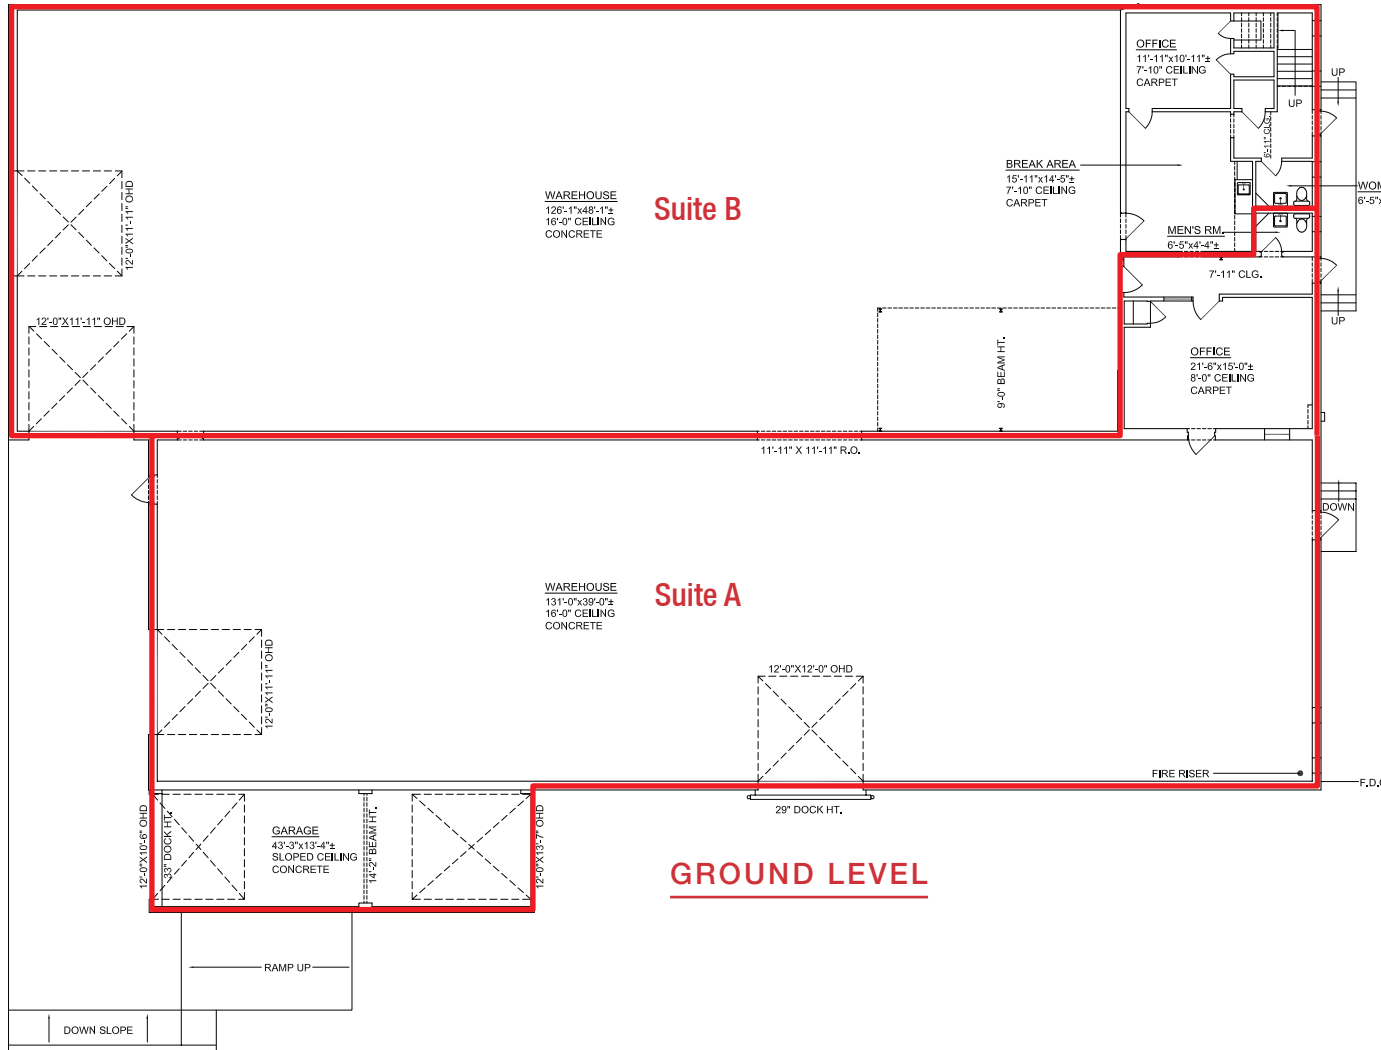 OFFICE
11'-11"x10'-11"±
7'-10" CEILING
CARPET
UP
UP
6'-11" CLG.
BREAK AREA
15'-11"x14'-5"±
7'-10" CEILING
CARPET
WOM
6'-5"x
MEN'S RM.
6'-5"x4'-4"±
7'-11" CLG.
UP
12'-0"X11'-11" OHD
WAREHOUSE
126'-1"x48'-1"±
16'-0" CEILING
CONCRETE
Suite B
12'-0"X11'-11" OHD
9'-0" BEAM HT.
OFFICE
21'-6"x15'-0"±
8'-0" CEILING
CARPET
11'-11" X 11'-11" R.O.
DOWN
WAREHOUSE
131'-0"x39'-0"±
16'-0" CEILING
CONCRETE
Suite A
12'-0"X11'-11" OHD
12'-0"X12'-0" OHD
FIRE RISER
F.D.C
29" DOCK HT.
12'-0"X10'-6" OHD
33" DOCK HT.
GARAGE
43'-3"x13'-4"±
SLOPED CEILING
CONCRETE
14'-2" BEAM HT.
12'-0"X13'-7" OHD
GROUND LEVEL
RAMP UP
DOWN SLOPE